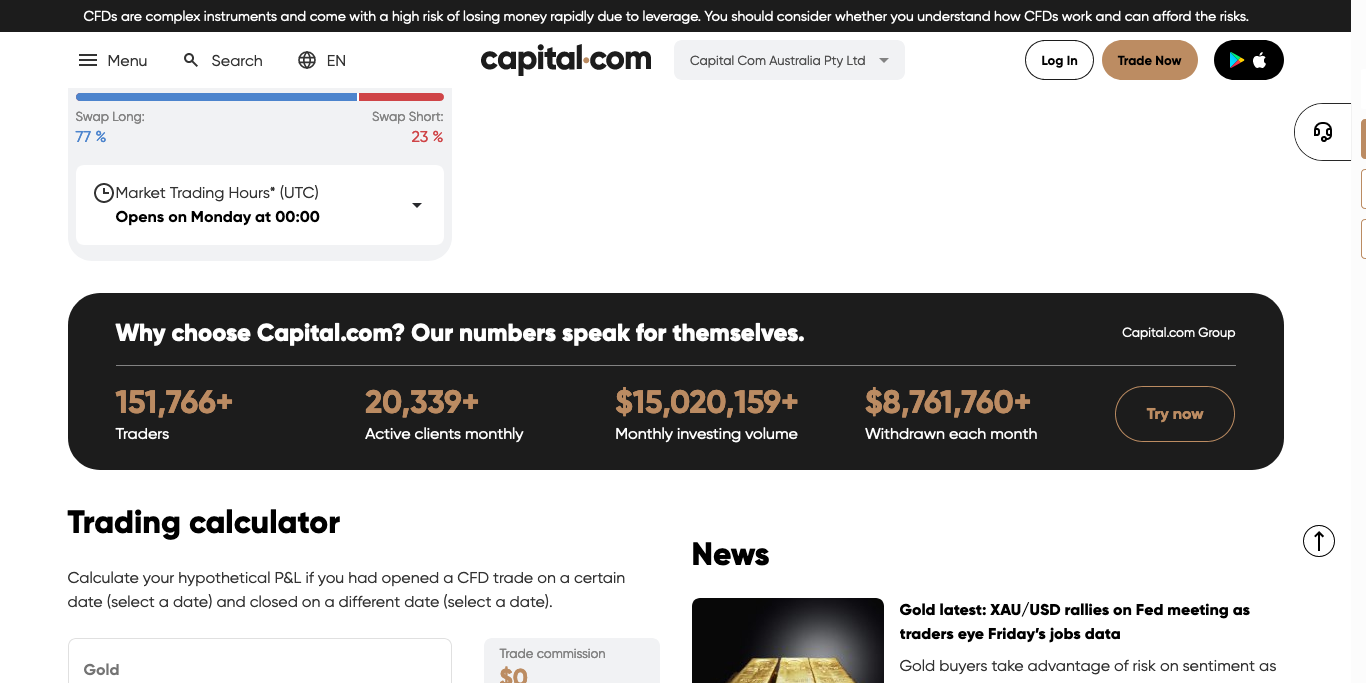 CFDs are complex instruments and come with a high risk of losing money rapidly due to leverage. You should consider whether you understand how CFDs work and can afford the risks.
Menu Search EN capital.com Capital Com Australia Pty Ltd Log In Trade Now
Swap Long: Swap Short:
77 % 23 %
Market Trading Hours* (UTC)
Opens on Monday at 00:00
Why choose Capital.com? Our numbers speak for themselves. Capital.com Group
151,766+ 20,339+ $15,020,159+ $8,761,760+ Try now
Traders Active clients monthly Monthly investing volume Withdrawn each month
Trading calculator
Calculate your hypothetical P&L if you had opened a CFD trade on a certain
date (select a date) and closed on a different date (select a date).
Gold
Trade commission
$0
News
Gold latest: XAU/USD rallies on Fed meeting as
traders eye Friday’s jobs data
Gold buyers take advantage of risk on sentiment as